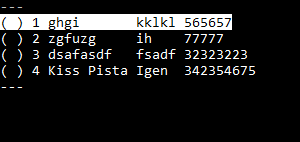 ---
( ) 1 ghgi       kklkl 565657
( ) 2 zgfuzg     ih    77777
( ) 3 dsafasdf   fsadf 32323223
( ) 4 Kiss Pista Igen  342354675
---